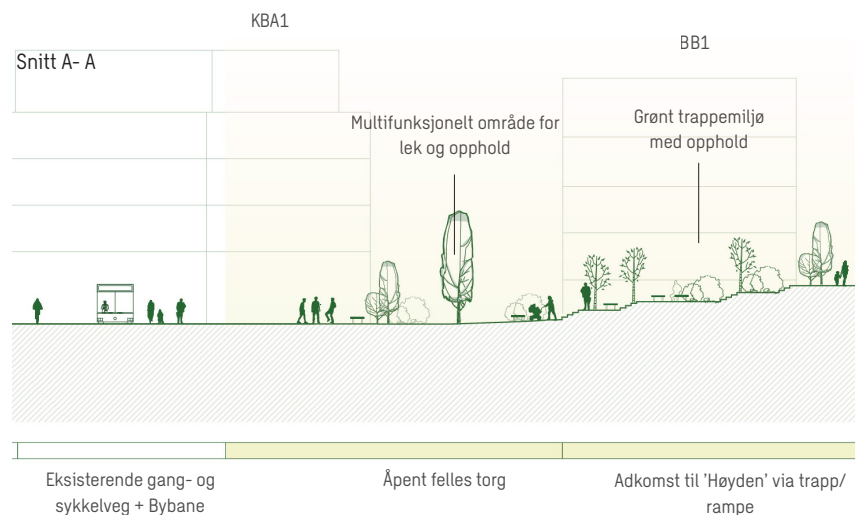 KBA1
BB1
Snitt A- A
Multifunksjonelt område for
lek og opphold
Grønt trappemiljø
med opphold
Eksisterende gang- og
sykkelveg + Bybane
Åpent felles torg
Adkomst til 'Høyden' via trapp/
rampe